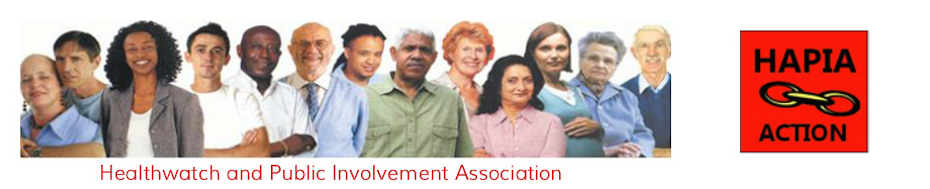 HAPIA
ACTION
Healthwatch and Public Involvement Association